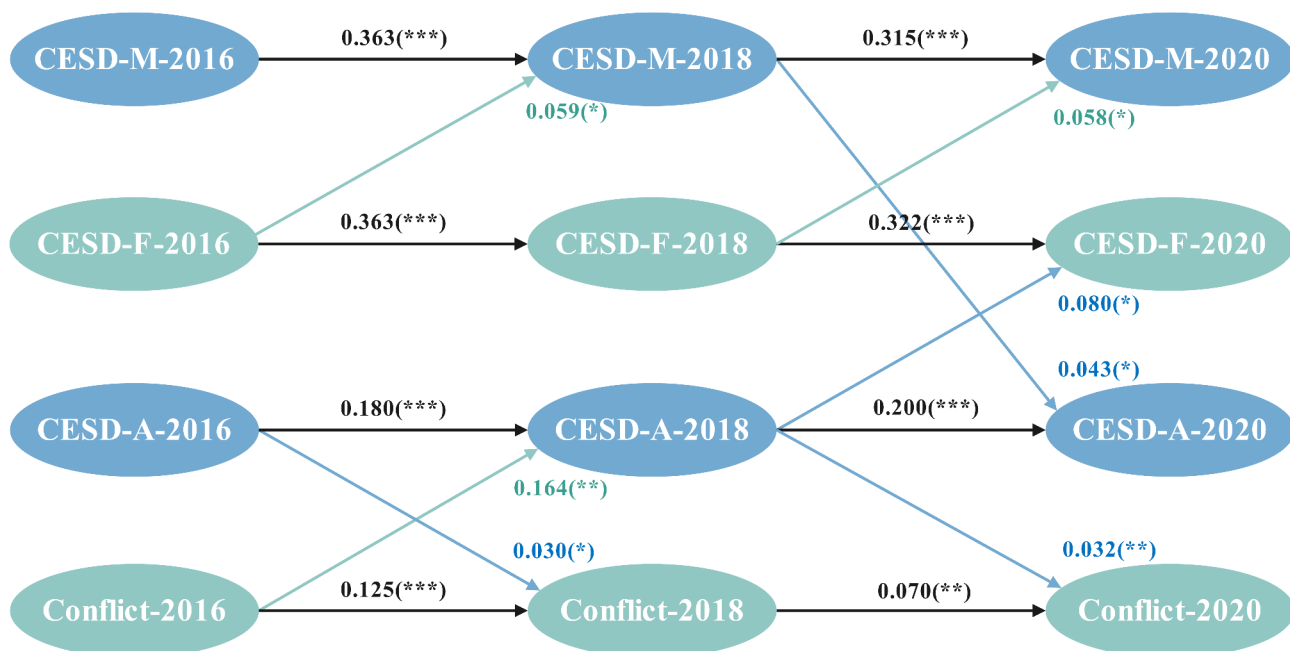 0.363(***)
0.315(***)
CESD-M-2016
CESD-M-2018
CESD-M-2020
0.059(*)
0.058(*)
0.363(***)
0.322(***)
CESD-F-2016
CESD-F-2018
CESD-F-2020
0.080(*)
0.043(*)
0.180(***)
0.200(***)
CESD-A-2016
CESD-A-2018
CESD-A-2020
0.164(**)
0.030(*)
0.032(**)
0.125(***)
0.070(**)
Conflict-2016
Conflict-2018
Conflict-2020